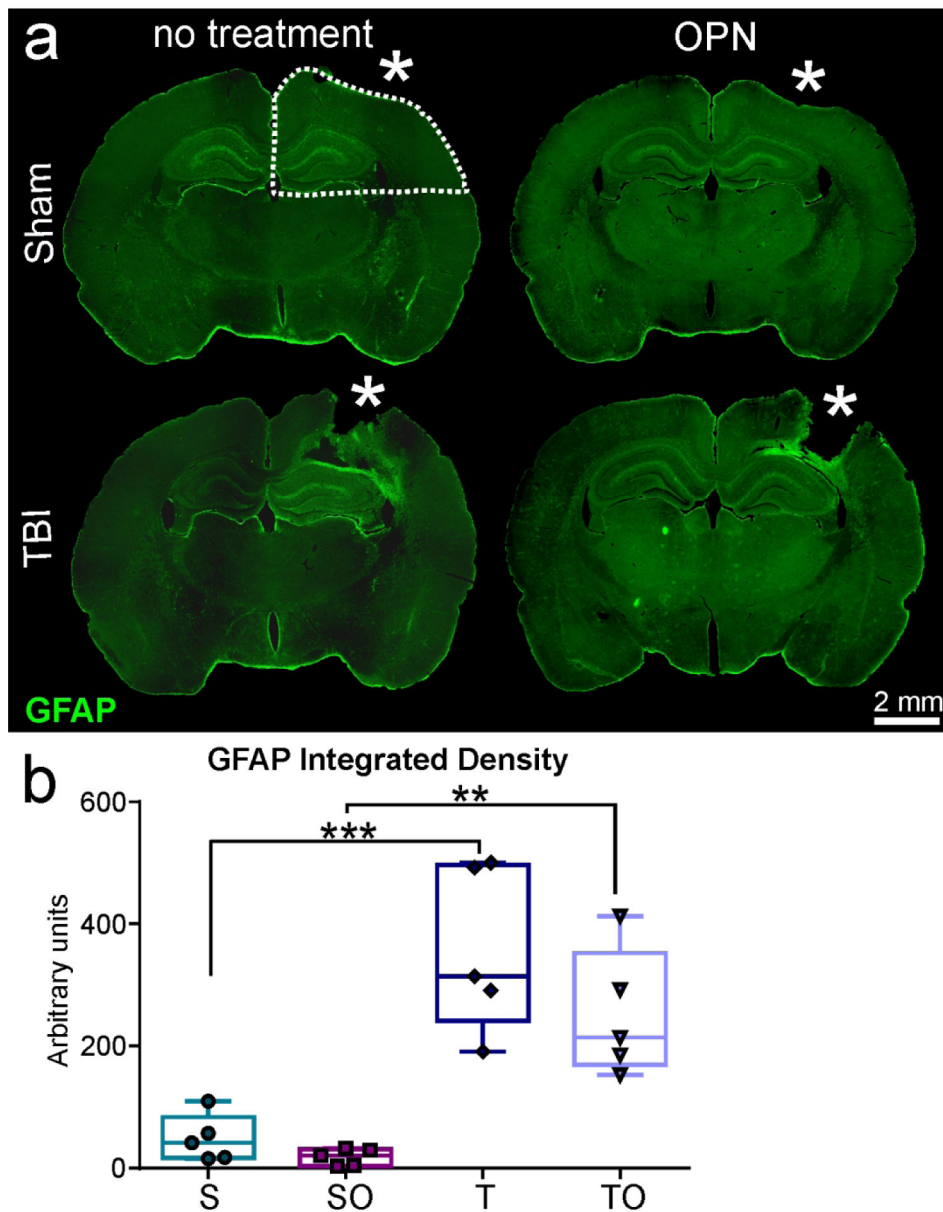 a
no treatment
OPN
*
*
Sham
*
*
TBI
GFAP
2 mm
b
GFAP Integrated Density
Arbitrary units
600
400
200
0
***
**
S
SO
T
TO